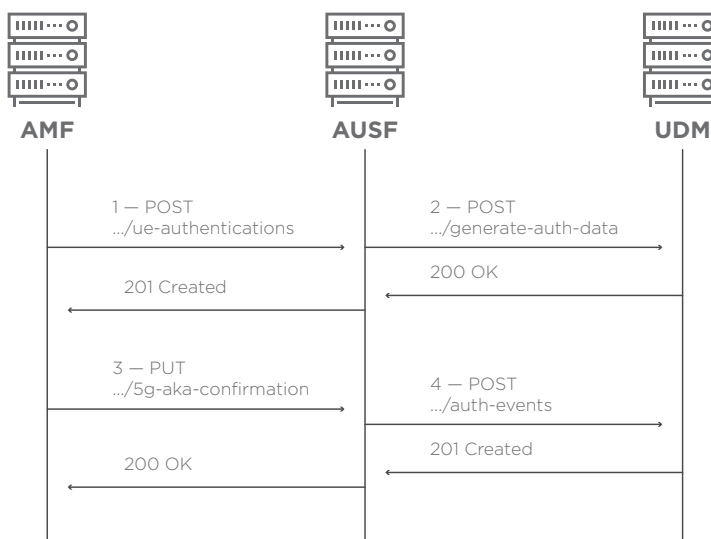 AMF
AUSF
UDM
1 — POST
.../ue-authentications
2 — POST
.../generate-auth-data
200 OK
201 Created
3 — PUT
.../5g-aka-confirmation
4 — POST
.../auth-events
201 Created
200 OK